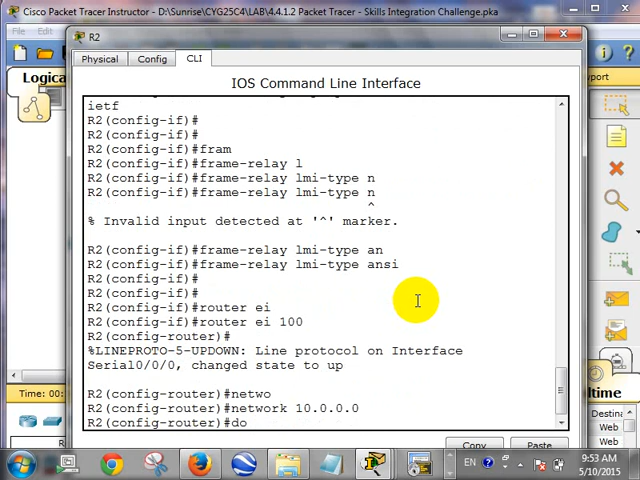 Cisco Packet Tracer Instructor - D:\Sunrise\CYG25C4\LAB\4.4.1.2 Packet Tracer - Skills Integration Challenge.pka
File Edit
R2
Physical Config CLI
Logical
IOS Command Line Interface
ietf
R2(config-if)#
R2(config-if)#
R2(config-if)#fram
R2(config-if)#frame-relay l
R2(config-if)#frame-relay lmi-type n
R2(config-if)#frame-relay lmi-type n
^
% Invalid input detected at '^' marker.
R2(config-if)#frame-relay lmi-type an
R2(config-if)#frame-relay lmi-type ansi
R2(config-if)#
R2(config-if)#
R2(config-if)#router ei
R2(config-if)#router ei 100
R2(config-router)#
%LINEPROTO-5-UPDOWN: Line protocol on Interface
Serial0/0/0, changed state to up
R2(config-router)#netwo
R2(config-router)#network 10.0.0.0
R2(config-router)#do
Copy Paste
Time: 00:
EN
9:53 AM
5/10/2015